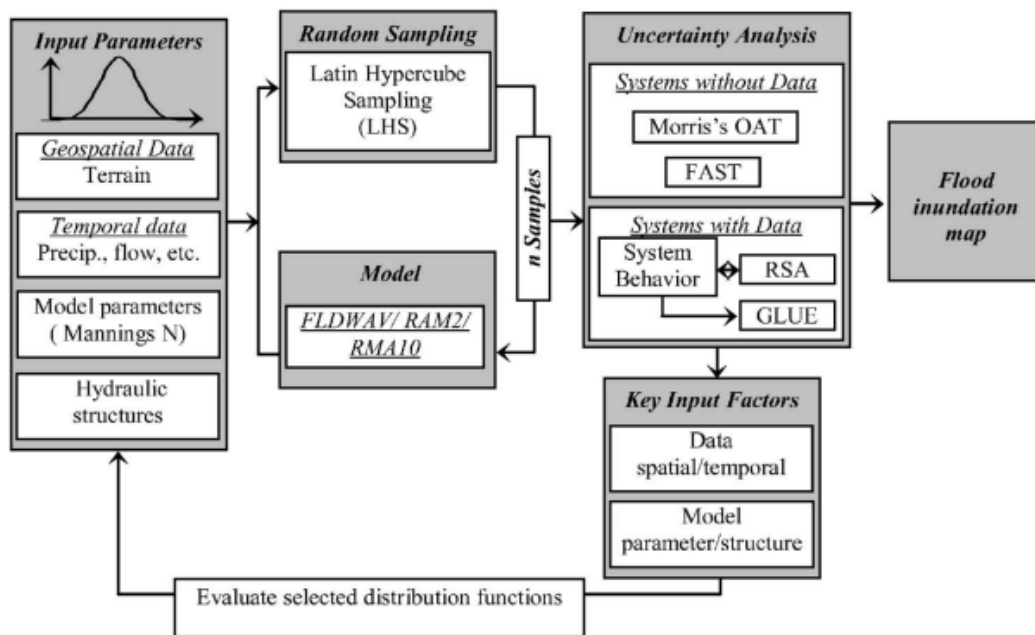 Input Parameters
Geospatial Data
Terrain
Temporal data
Precip., flow, etc.
Model parameters
( Mannings N)
Hydraulic
structures
Random Sampling
Latin Hypercube
Sampling
(LHS)
Model
FLDWAV/ RAM2/
RMA10
n Samples
Uncertainty Analysis
Systems without Data
Morris's OAT
FAST
Systems with Data
System
Behavior
RSA
GLUE
Key Input Factors
Data
spatial/temporal
Model
parameter/structure
Flood
inundation
map
Evaluate selected distribution functions